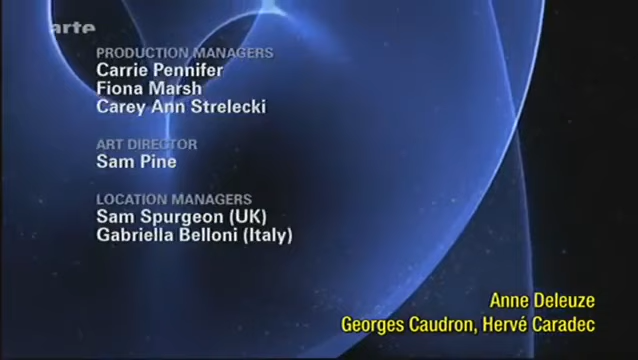 arte
PRODUCTION MANAGERS
Carrie Pennifer
Fiona Marsh
Carey Ann Strelecki
ART DIRECTOR
Sam Pine
LOCATION MANAGERS
Sam Spurgeon (UK)
Gabriella Belloni (Italy)
Anne Deleuze
Georges Caudron, Hervé Caradec